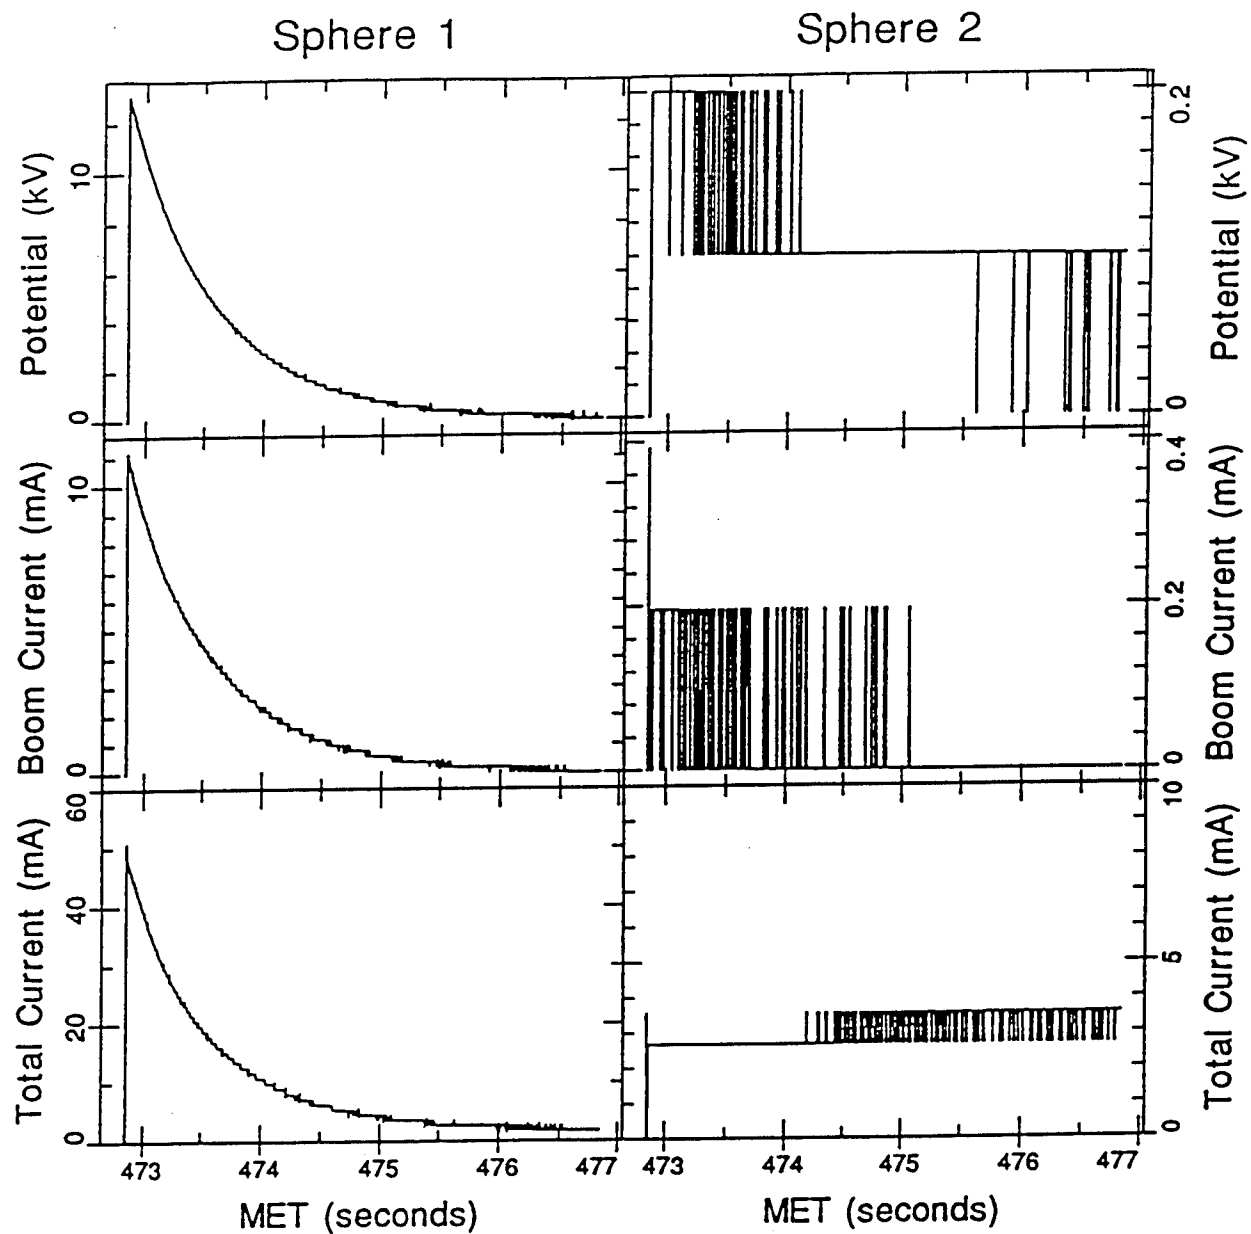 Sphere 1
Sphere 2
Potential (kV)
10
0
0.2
0
Potential (kV)
Boom Current (mA)
10
0
0.4
0.2
0
Boom Current (mA)
Total Current (mA)
60
40
20
0
10
5
0
Total Current (mA)
473 474 475 476 477
473 474 475 476 477
MET (seconds)
MET (seconds)